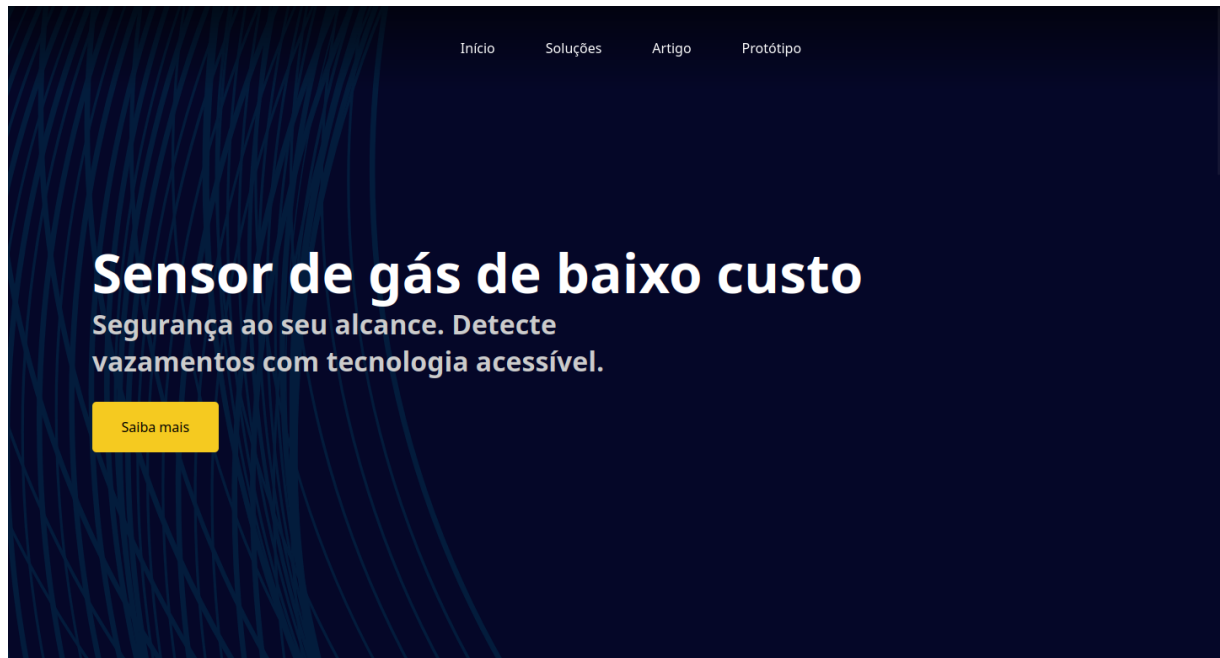 Início Soluções Artigo Protótipo
Sensor de gás de baixo custo
Segurança ao seu alcance. Detecte
vazamentos com tecnologia acessível.
Saiba mais